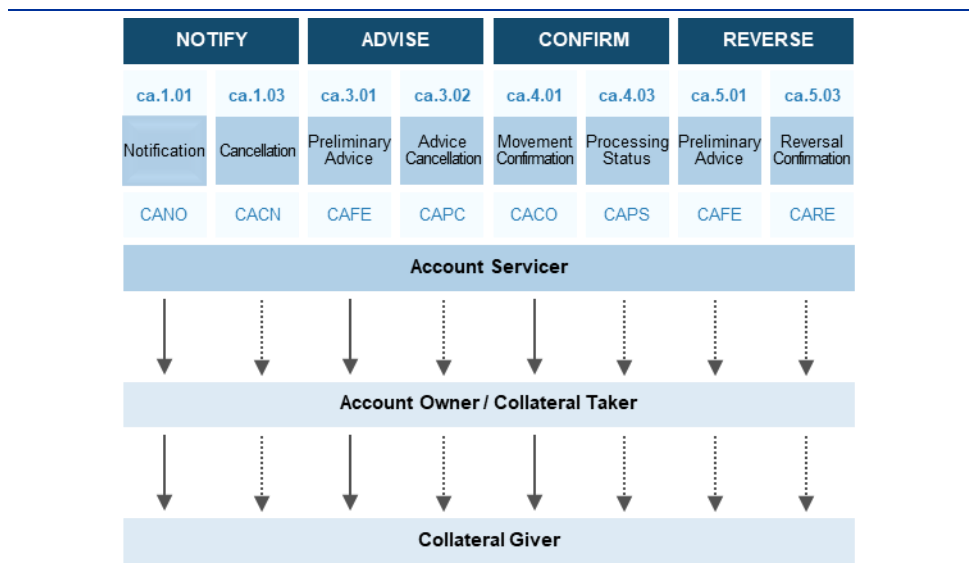 NOTIFY ADVISE CONFIRM REVERSE
ca.1.01 ca.1.03 ca.3.01 ca.3.02 ca.4.01 ca.4.03 ca.5.01 ca.5.03
Notification Cancellation Preliminary Advice Advice Cancellation Movement Confirmation Processing Status Preliminary Advice Reversal Confirmation
CANO CACN CAFE CAPC CACO CAPS CAFE CARE
Account Servicer
Account Owner / Collateral Taker
Collateral Giver